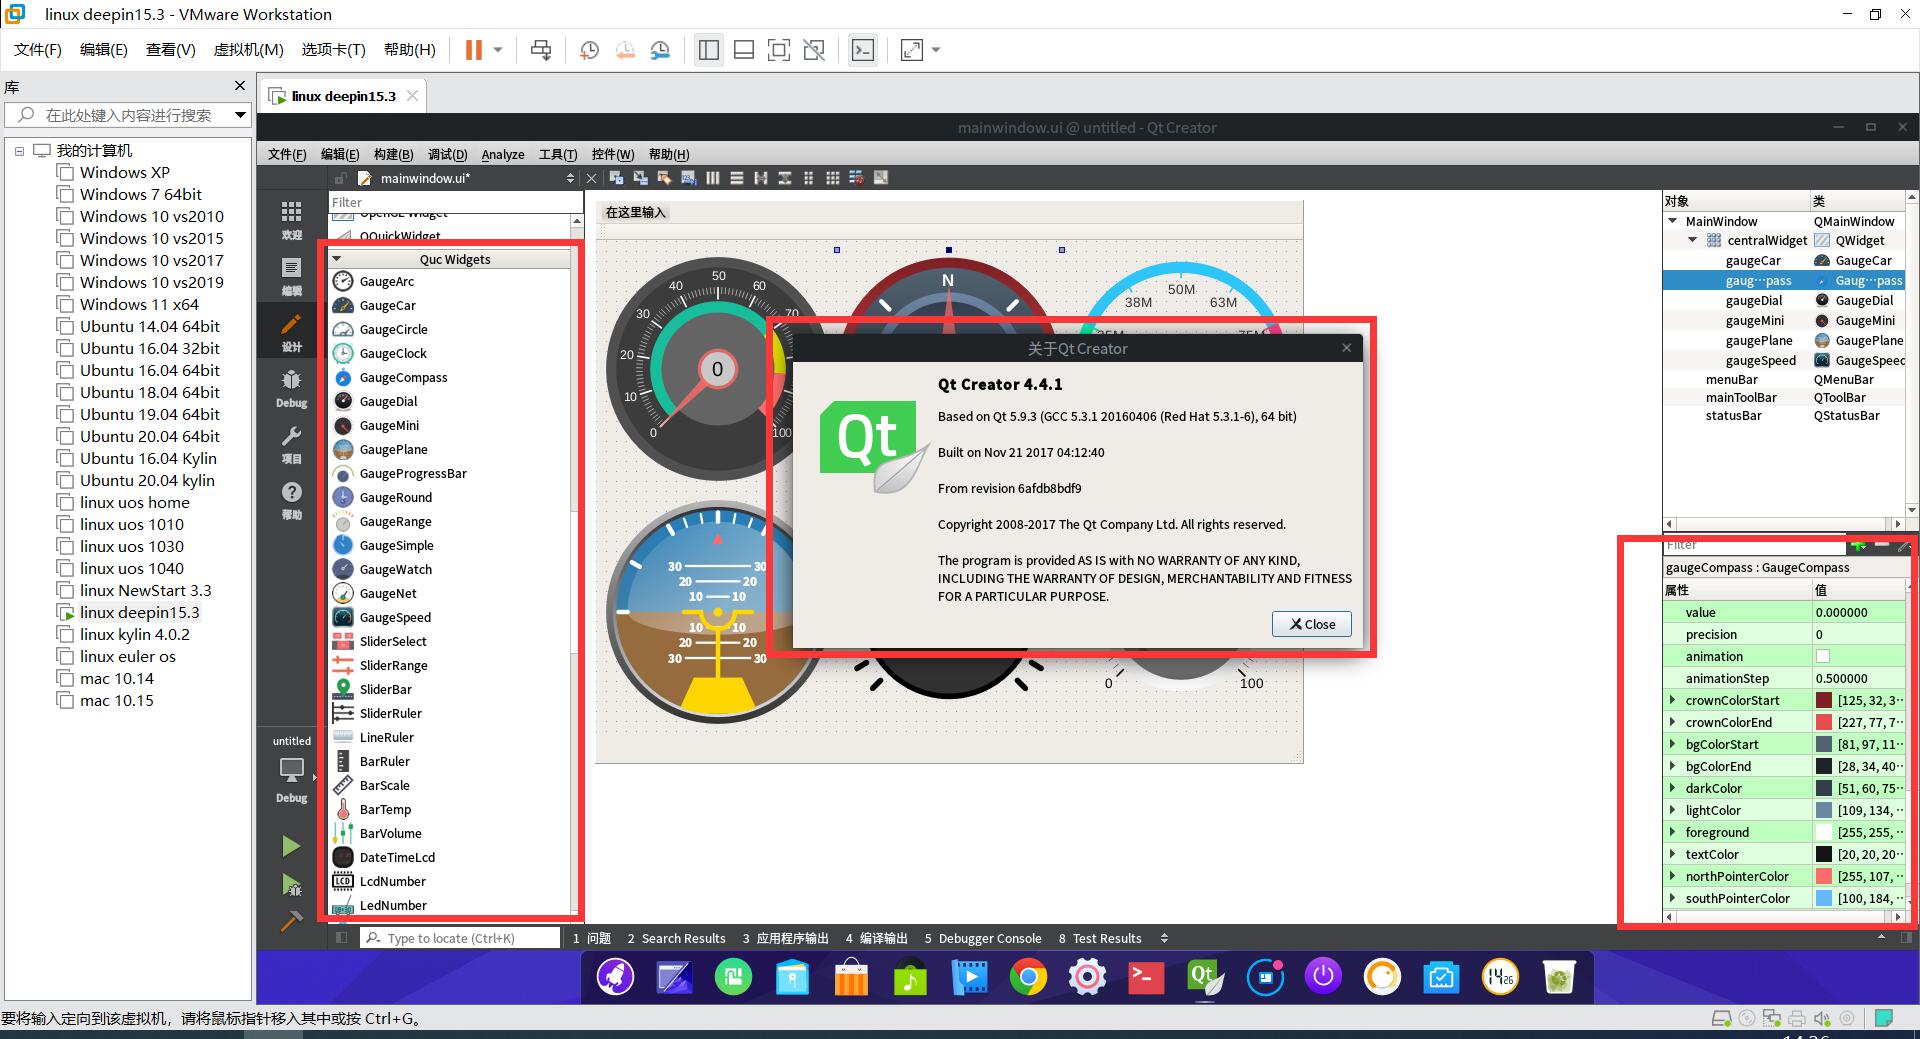 linux deepin15.3 - VMware Workstation
文件(F) 编辑(E) 查看(V) 虚拟机(M) 选项卡(T) 帮助(H)
库
在此处键入内容进行搜索
我的计算机
Windows XP
Windows 7 64bit
Windows 10 vs2010
Windows 10 vs2015
Windows 10 vs2017
Windows 10 vs2019
Windows 11 x64
Ubuntu 14.04 64bit
Ubuntu 16.04 32bit
Ubuntu 16.04 64bit
Ubuntu 18.04 64bit
Ubuntu 19.04 64bit
Ubuntu 20.04 64bit
Ubuntu 16.04 Kylin
Ubuntu 20.04 kylin
linux uos home
linux uos 1010
linux uos 1030
linux uos 1040
linux NewStart 3.3
linux deepin15.3
linux kylin 4.0.2
linux euler os
mac 10.14
mac 10.15
linux deepin15.3
mainwindow.ui @ untitled - Qt Creator
文件(F) 编辑(E) 构建(B) 调试(D) Analyze 工具(T) 控件(W) 帮助(H)
mainwindow.ui*
欢迎
编辑
设计
Debug
项目
帮助
untitled
Debug
Filter
OpenGL Widget
QQuickWidget
Quc Widgets
GaugeArc
GaugeCar
GaugeCircle
GaugeClock
GaugeCompass
GaugeDial
GaugeMini
GaugePlane
GaugeProgressBar
GaugeRound
GaugeRange
GaugeSimple
GaugeWatch
GaugeNet
GaugeSpeed
SliderSelect
SliderRange
SliderBar
SliderRuler
LineRuler
BarRuler
BarScale
BarTemp
BarVolume
DateTimeLcd
LcdNumber
LedNumber
在这里输入
0 10 20 30 40 50 60 70 100
0
N
25M 38M 50M 63M 75M
30 30
20 20
10 10
10 10
20 20
30 30
0 100
关于Qt Creator
Qt
Qt Creator 4.4.1
Based on Qt 5.9.3 (GCC 5.3.1 20160406 (Red Hat 5.3.1-6), 64 bit)
Built on Nov 21 2017 04:12:40
From revision 6afdb8bdf9
Copyright 2008-2017 The Qt Company Ltd. All rights reserved.
The program is provided AS IS with NO WARRANTY OF ANY KIND,
INCLUDING THE WARRANTY OF DESIGN, MERCHANTABILITY AND FITNESS
FOR A PARTICULAR PURPOSE.
Close
对象 类
MainWindow QMainWindow
centralWidget QWidget
gaugeCar GaugeCar
gaug···pass Gaug···pass
gaugeDial GaugeDial
gaugeMini GaugeMini
gaugePlane GaugePlane
gaugeSpeed GaugeSpeed
menuBar QMenuBar
mainToolBar QToolBar
statusBar QStatusBar
Filter
gaugeCompass : GaugeCompass
属性 值
value 0.000000
precision 0
animation
animationStep 0.500000
crownColorStart [125, 32, 3··
crownColorEnd [227, 77, 7··
bgColorStart [81, 97, 11··
bgColorEnd [28, 34, 40··
darkColor [51, 60, 75··
lightColor [109, 134, ··
foreground [255, 255, ··
textColor [20, 20, 20··
northPointerColor [255, 107, ··
southPointerColor [100, 184, ··
Type to locate (Ctrl+K) 1 问题 2 Search Results 3 应用程序输出 4 编译输出 5 Debugger Console 8 Test Results
要将输入定向到该虚拟机，请将鼠标指针移入其中或按 Ctrl+G。